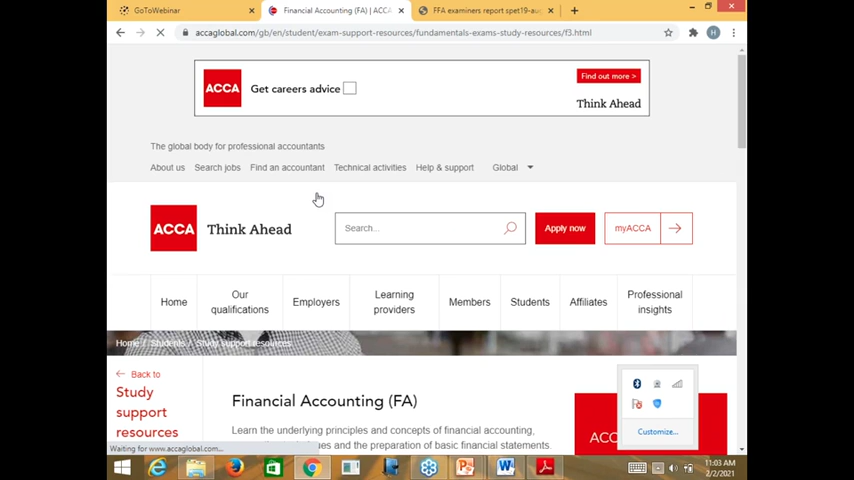 GoToWebinar
Financial Accounting (FA) | ACCA
FFA examiners report spet19-aug
accaglobal.com/gb/en/student/exam-support-resources/fundamentals-exams-study-resources/f3.html
H
ACCA
Get careers advice
Find out more >
Think Ahead
The global body for professional accountants
About us Search jobs Find an accountant Technical activities Help & support Global
ACCA Think Ahead
Search...
Apply now
myACCA
Home
Our qualifications
Employers
Learning providers
Members
Students
Affiliates
Professional insights
Home / Students / Study support resources
Back to
Study
support
resources
Financial Accounting (FA)
Learn the underlying principles and concepts of financial accounting,
and the preparation of basic financial statements.
Customize...
Waiting for www.accaglobal.com...
11:03 AM
2/2/2021